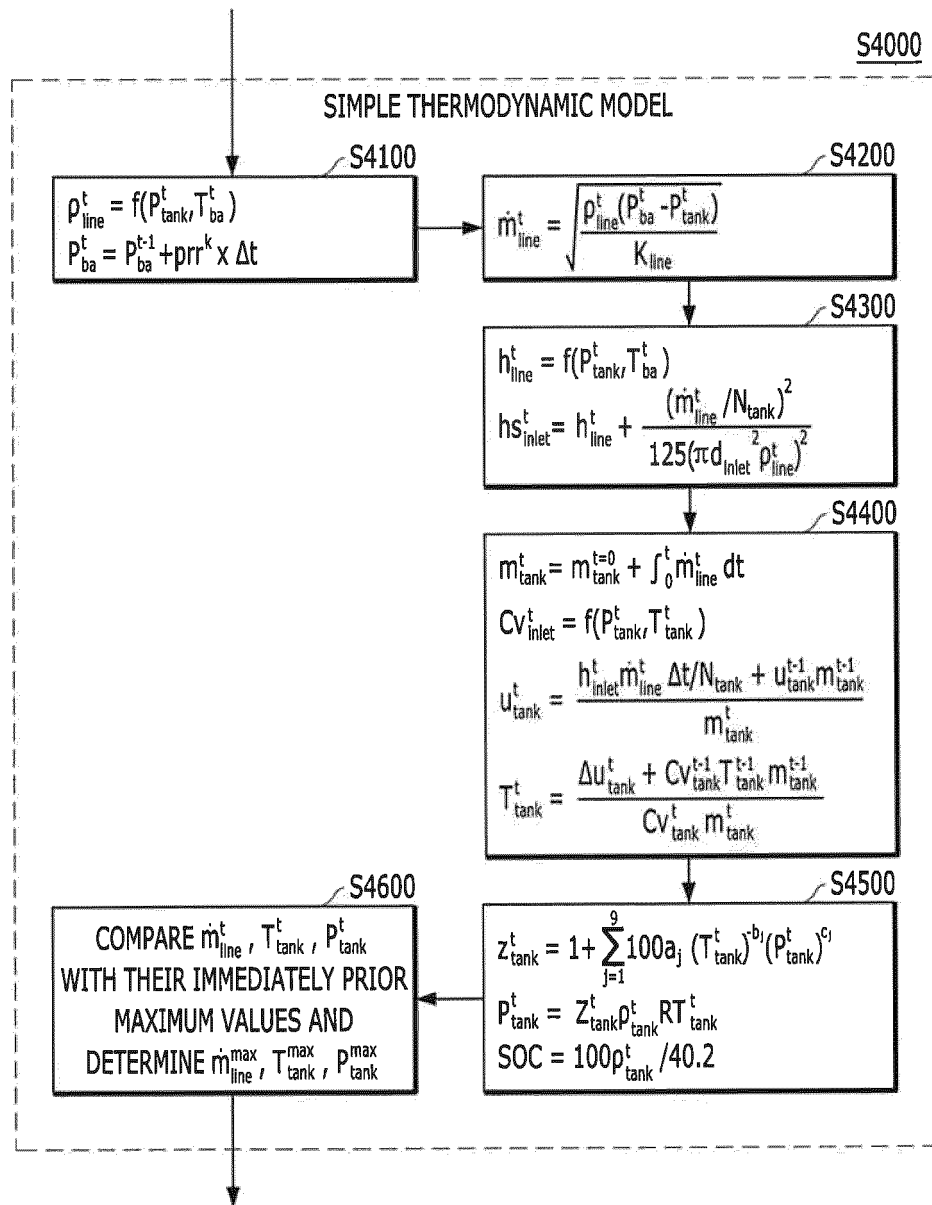 S4000
SIMPLE THERMODYNAMIC MODEL
S4100
ρ^t_line = f(P^t_tank, T^t_ba)
P^t_ba = P^{t-1}_ba + prr^k x Δt
S4200
ṁ^t_line = √(ρ^t_line (P^t_ba - P^t_tank) / K_line)
S4300
h^t_line = f(P^t_tank, T^t_ba)
hs^t_inlet = h^t_line + (ṁ^t_line /N_tank)^2 / 125(πd_inlet^2 ρ^t_line)^2
S4400
m^t_tank = m^{t=0}_tank + ∫^t_0 ṁ^t_line dt
Cv^t_inlet = f(P^t_tank, T^t_tank)
u^t_tank = (h^t_inlet ṁ^t_line Δt/N_tank + u^{t-1}_tank m^{t-1}_tank) / m^t_tank
T^t_tank = (Δu^t_tank + Cv^{t-1}_tank T^{t-1}_tank m^{t-1}_tank) / (Cv^t_tank m^t_tank)
S4500
z^t_tank = 1+ Σ^9_{j=1} 100a_j (T^t_tank)^{-b_j} (P^t_tank)^{c_j}
P^t_tank = Z^t_tank ρ^t_tank RT^t_tank
SOC = 100ρ^t_tank /40.2
S4600
COMPARE ṁ^t_line, T^t_tank, P^t_tank
WITH THEIR IMMEDIATELY PRIOR
MAXIMUM VALUES AND
DETERMINE ṁ^max_line, T^max_tank, P^max_tank